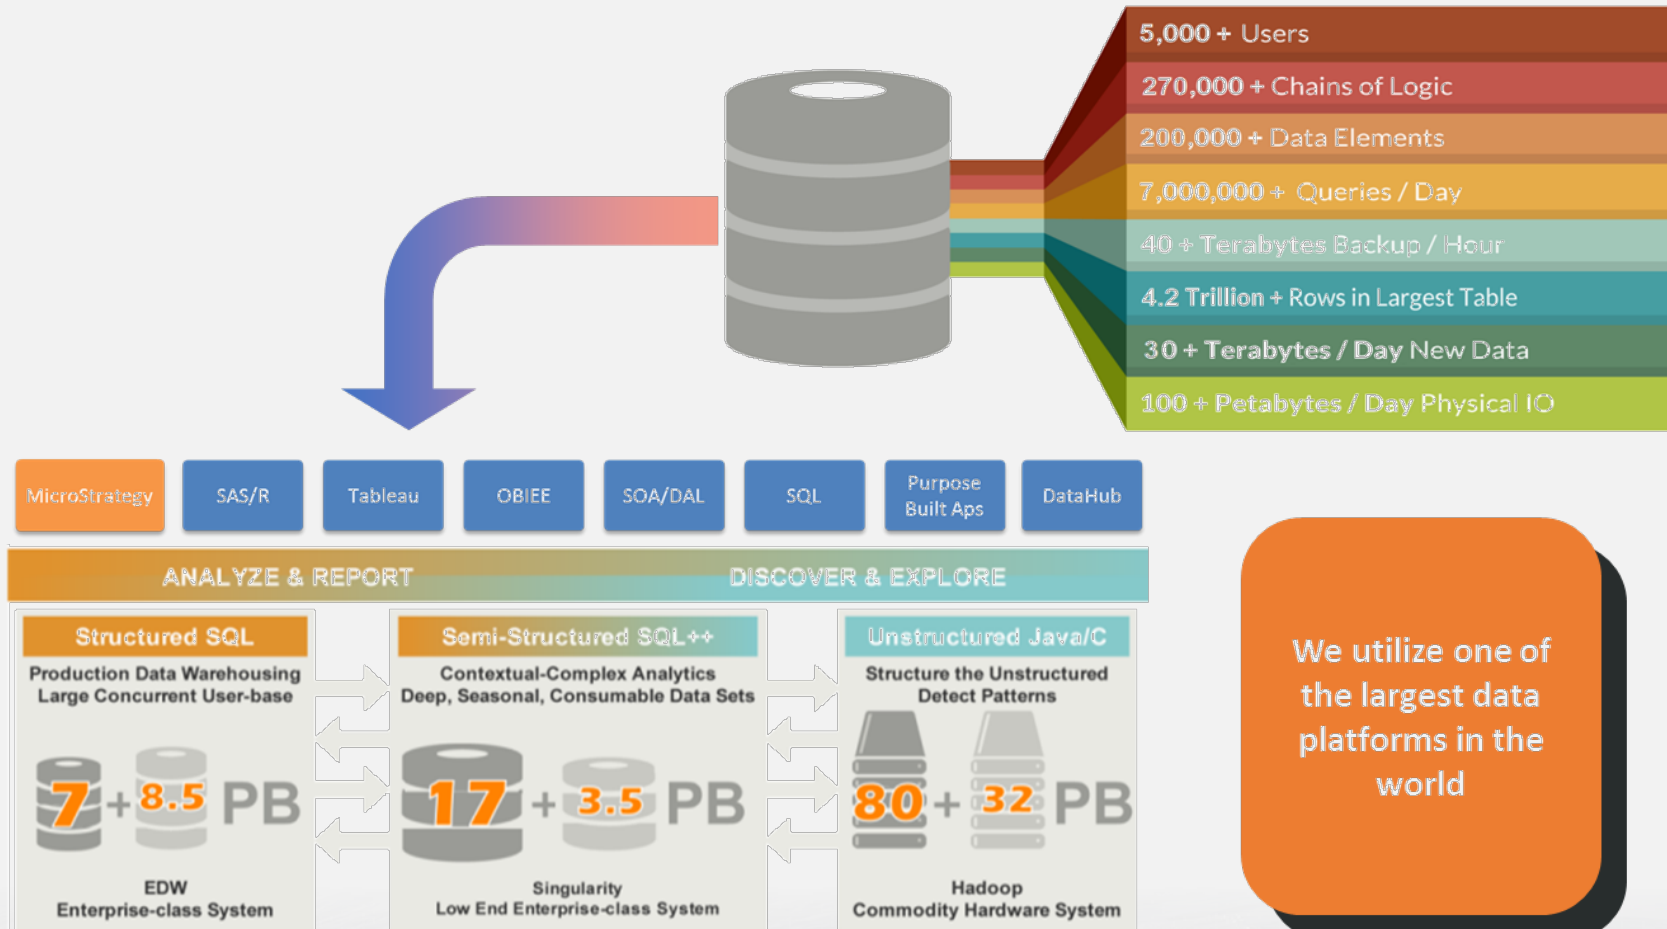 5,000 + Users
270,000 + Chains of Logic
200,000 + Data Elements
7,000,000 + Queries / Day
40 + Terabytes Backup / Hour
4.2 Trillion + Rows in Largest Table
30 + Terabytes / Day New Data
100 + Petabytes / Day Physical IO
MicroStrategy
SAS/R
Tableau
OBIEE
SOA/DAL
SQL
Purpose
Built Aps
DataHub
ANALYZE & REPORT
DISCOVER & EXPLORE
Structured SQL
Production Data Warehousing
Large Concurrent User-base
7 + 8.5 PB
EDW
Enterprise-class System
Semi-Structured SQL++
Contextual-Complex Analytics
Deep, Seasonal, Consumable Data Sets
17 + 3.5 PB
Singularity
Low End Enterprise-class System
Unstructured Java/C
Structure the Unstructured
Detect Patterns
80 + 32 PB
Hadoop
Commodity Hardware System
We utilize one of
the largest data
platforms in the
world